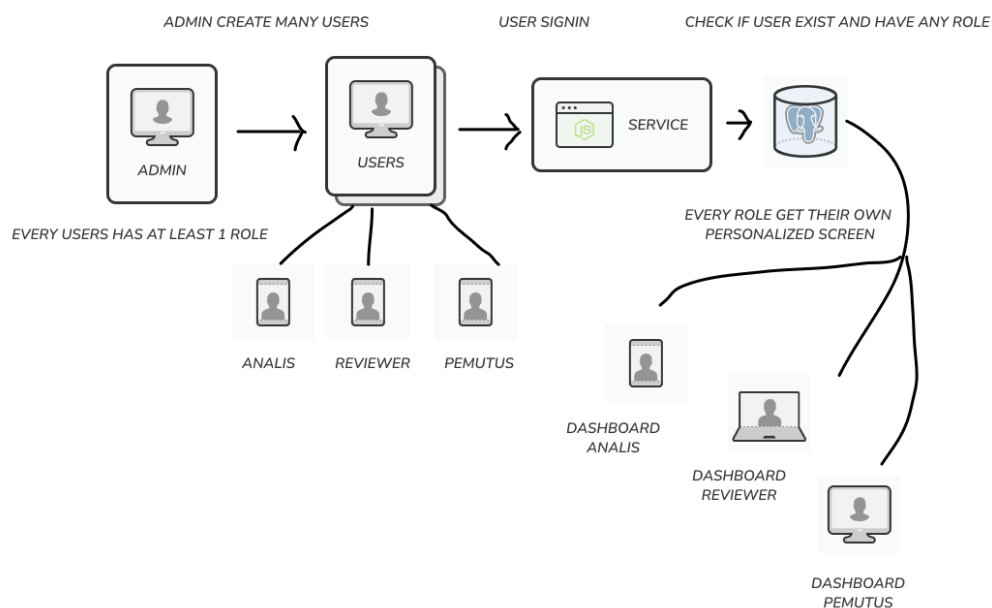 ADMIN CREATE MANY USERS
USER SIGNIN
CHECK IF USER EXIST AND HAVE ANY ROLE
ADMIN
USERS
JS
SERVICE
EVERY USERS HAS AT LEAST 1 ROLE
EVERY ROLE GET THEIR OWN
PERSONALIZED SCREEN
ANALIS
REVIEWER
PEMUTUS
DASHBOARD
ANALIS
DASHBOARD
REVIEWER
DASHBOARD
PEMUTUS